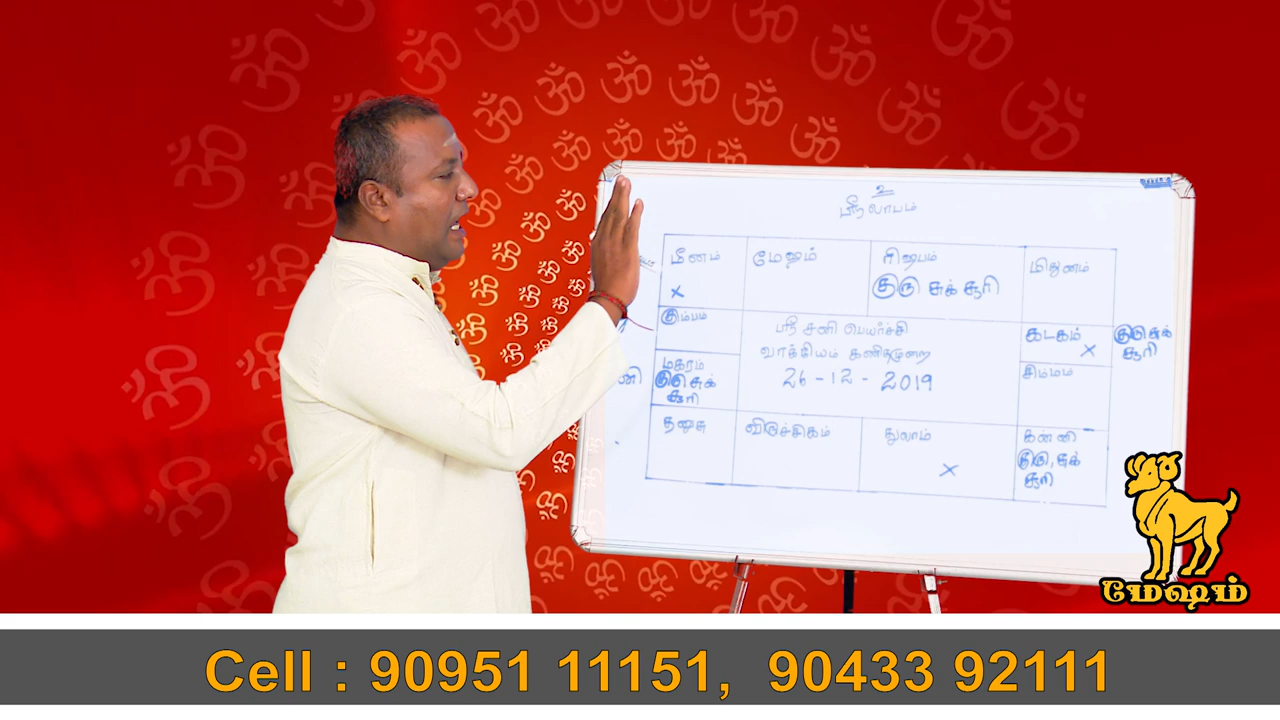 உ
ஸ்ரீ லாபம்
TITLE
மீனம்
x
மேஷம்
ரிஷபம்
குரு சுக் சூரி
மிதுனம்
கும்பம்
ஸ்ரீ சனி பெயர்ச்சி
வாக்கியம் கணிதமுறை
26 - 12 - 2019
கடகம்
x
குரு சுக்
சூரி
மகரம்
குரு சுக்
சூரி
சிம்மம்
தனுசு
விருச்சிகம்
துலாம்
x
கன்னி
குரு, சுக்
சூரி
மேஷம்
Cell : 90951 11151, 90433 92111